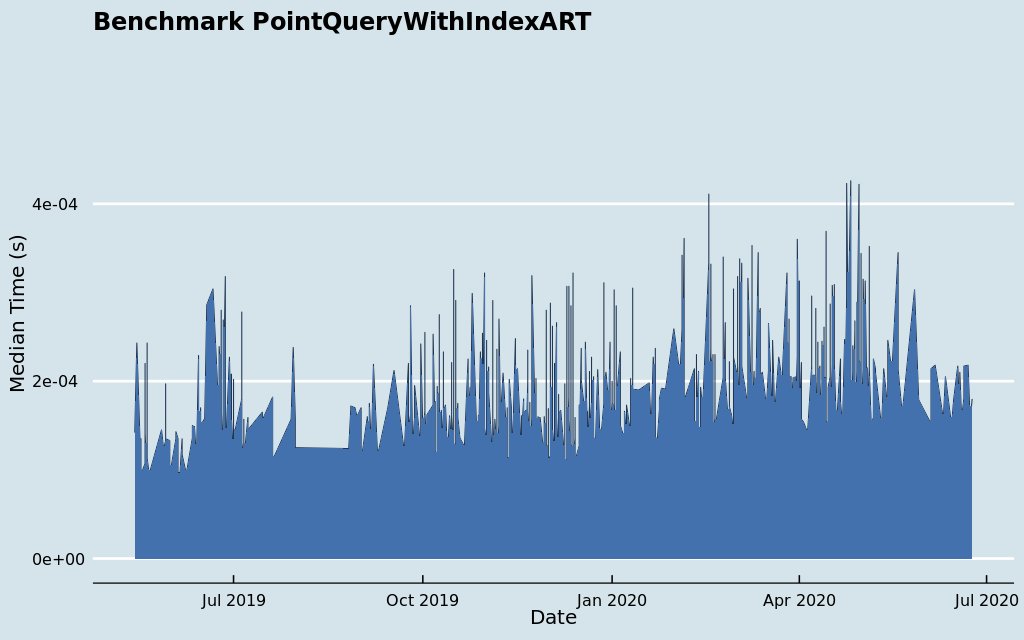 Benchmark PointQueryWithIndexART
Median Time (s)
4e-04
2e-04
0e+00
Jul 2019
Oct 2019
Jan 2020
Apr 2020
Jul 2020
Date